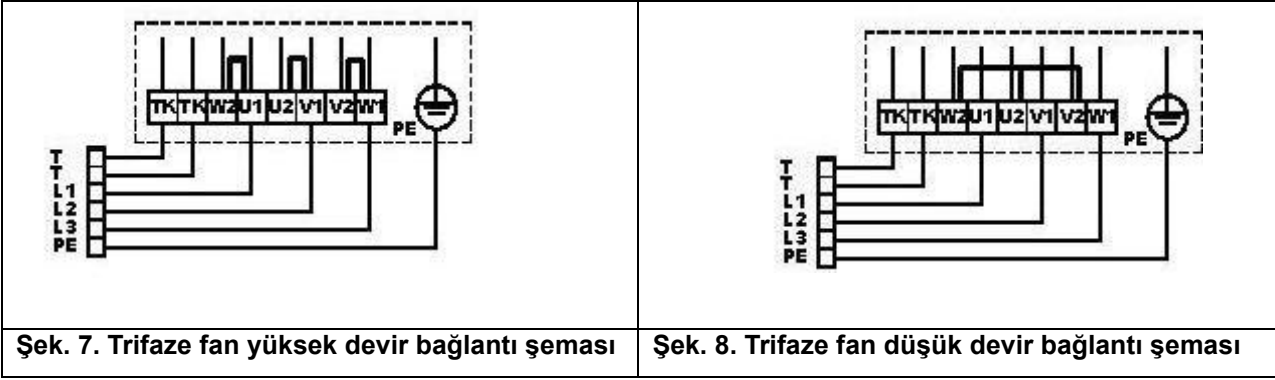 TK TK W2 U1 U2 V1 V2 W1
PE
T
T
L1
L2
L3
PE
Şek. 7. Trifaze fan yüksek devir bağlantı şeması
TK TK W2 U1 U2 V1 V2 W1
PE
T
T
L1
L2
L3
PE
Şek. 8. Trifaze fan düşük devir bağlantı şeması